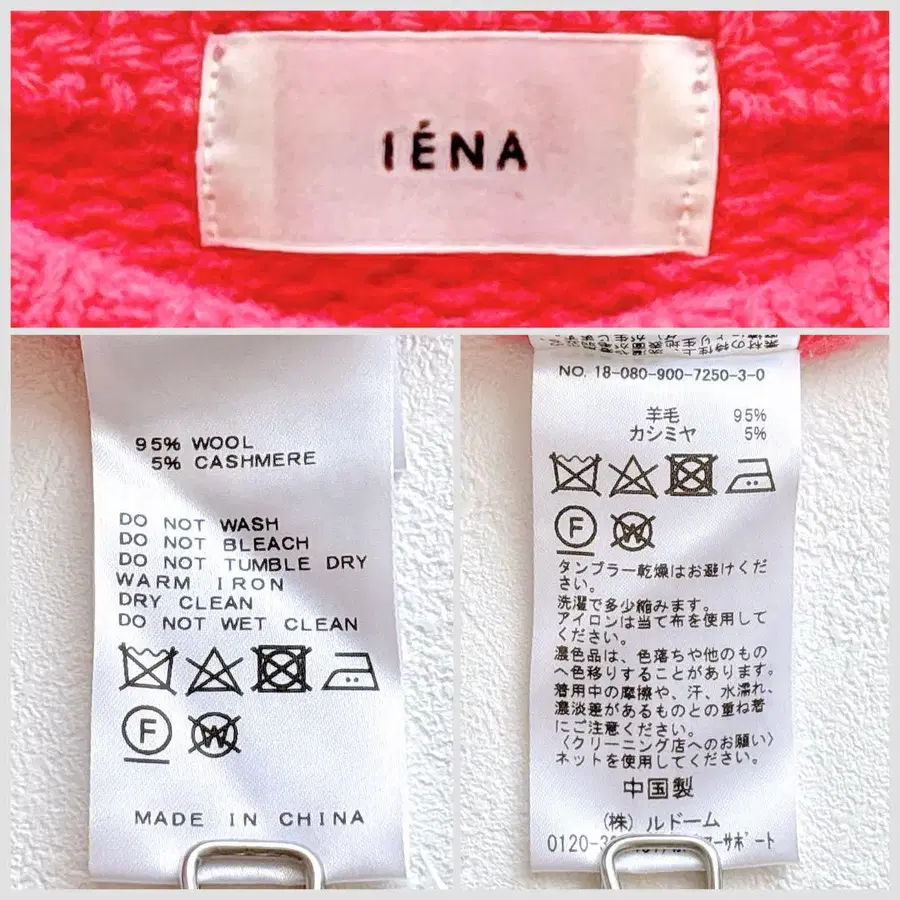 IÉNA
95% WOOL
5% CASHMERE
DO NOT WASH
DO NOT BLEACH
DO NOT TUMBLE DRY
WARM IRON
DRY CLEAN
DO NOT WET CLEAN
F W
MADE IN CHINA
NO. 18-080-900-7250-3-0
羊毛 95%
カシミヤ 5%
F W
タンブラー乾燥はお避けくだ
さい。
洗濯で多少縮みます。
アイロンは当て布を使用して
ください。
濃色品は、色落ちや他のもの
へ色移りすることがあります。
着用中の摩擦や、汗、水濡れ、
濃淡差があるものとの重ね着
にご注意ください。
〈クリーニング店へのお願い〉
ネットを使用してください。
中国製
(株) ルドーム
0120-3